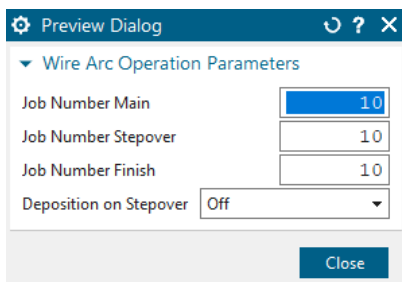 Preview Dialog
Wire Arc Operation Parameters
Job Number Main 10
Job Number Stepover 10
Job Number Finish 10
Deposition on Stepover Off
Close